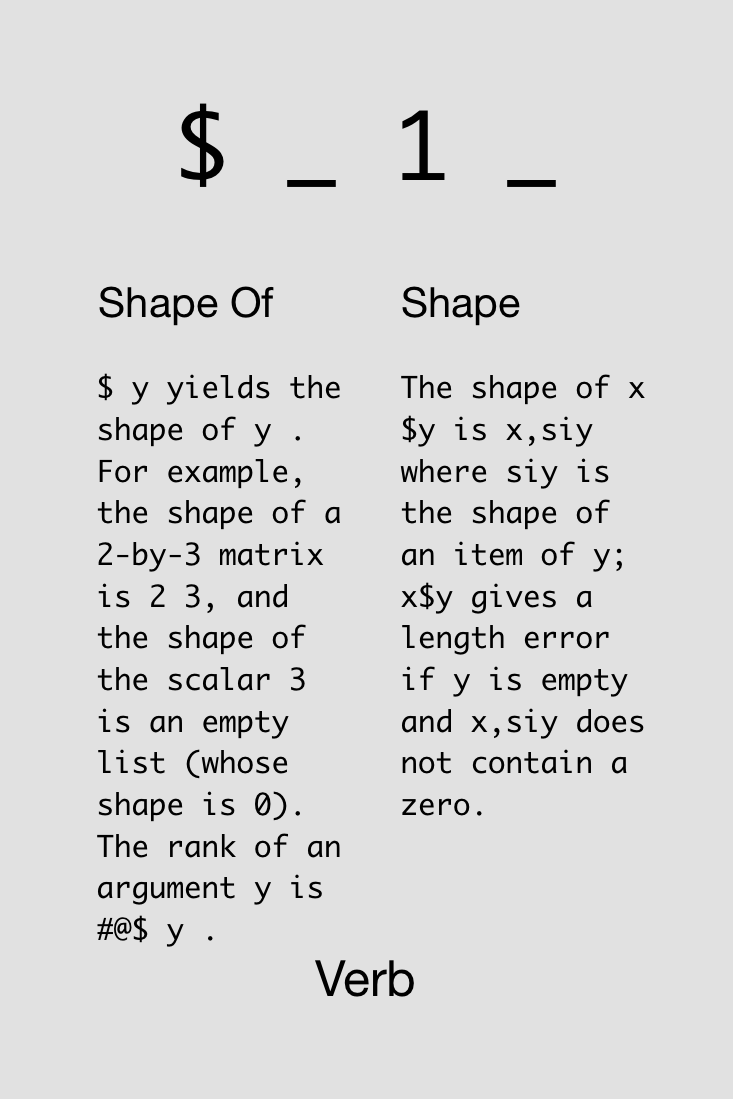 $ _ 1 _
Shape Of
$ y yields the
shape of y .
For example,
the shape of a
2-by-3 matrix
is 2 3, and
the shape of
the scalar 3
is an empty
list (whose
shape is 0).
The rank of an
argument y is
#@$ y .
Shape
The shape of x
$y is x,siy
where siy is
the shape of
an item of y;
x$y gives a
length error
if y is empty
and x,siy does
not contain a
zero.
Verb